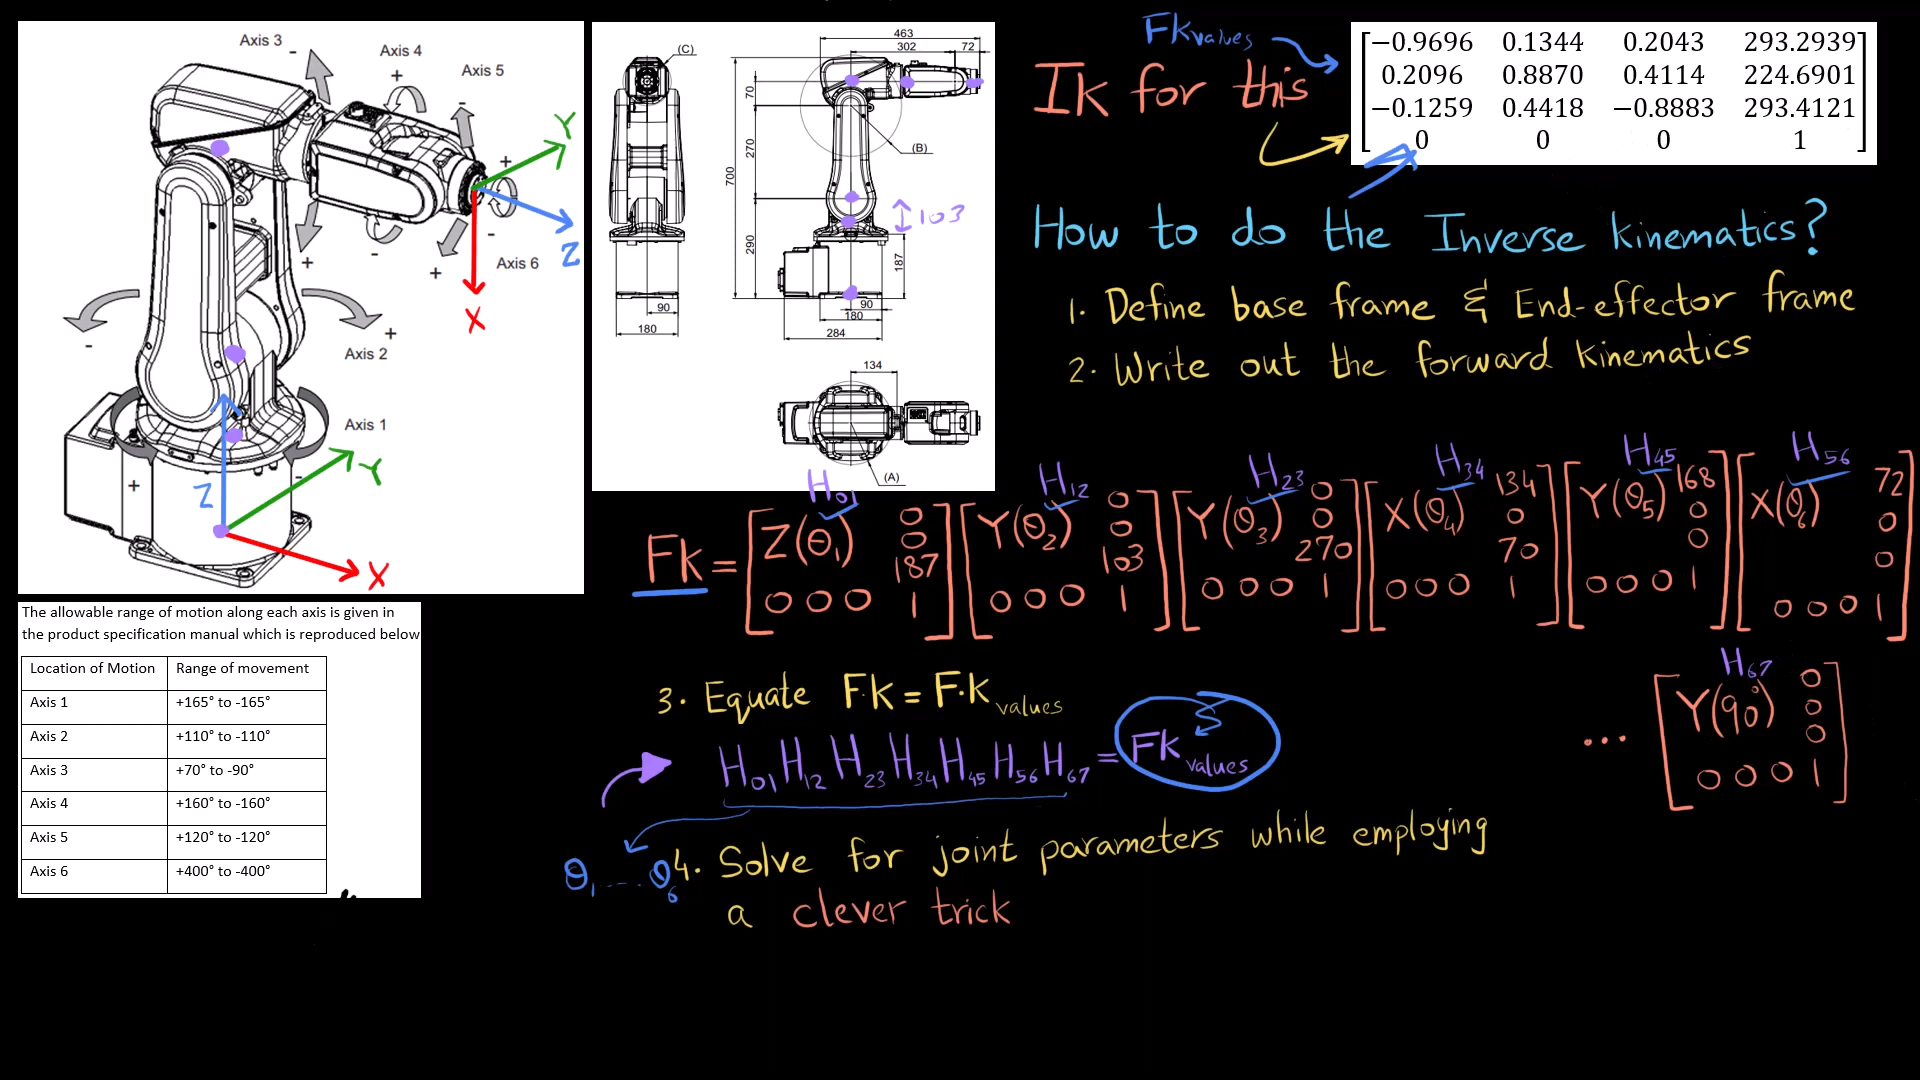 Axis 3
-
Axis 4
+
Axis 5
-
+
Y
-
Z
+
-
+
Axis 6
X
-
+
Axis 2
Axis 1
Y
-
+
Z
X
(C)
463
302
72
70
270
700
(B)
290
187
90
180
90
180
284
134
(A)
103
Fk values
Ik for this
−0.9696 0.1344 0.2043 293.2939
0.2096 0.8870 0.4114 224.6901
−0.1259 0.4418 −0.8883 293.4121
0 0 0 1
How to do the Inverse kinematics?
1. Define base frame & End-effector frame
2. Write out the forward kinematics
H01 H12 H23 H34 H45 H56
Fk = [Z(θ1) 0 0 187 0 0 0 1] [Y(θ2) 0 0 103 0 0 0 1] [Y(θ3) 0 0 270 0 0 0 1] [X(θ4) 134 0 70 0 0 0 1] [Y(θ5) 168 0 0 0 0 0 1] [X(θ6) 72 0 0 0 0 0 1]
H67
... [Y(90°) 0 0 0 0 0 0 1]
3. Equate F.K = F.K values
H01 H12 H23 H34 H45 H56 H67 = Fk values
θ1 .... θ6
4. Solve for joint parameters while employing
a clever trick
The allowable range of motion along each axis is given in
the product specification manual which is reproduced below
Location of Motion Range of movement
Axis 1 +165° to -165°
Axis 2 +110° to -110°
Axis 3 +70° to -90°
Axis 4 +160° to -160°
Axis 5 +120° to -120°
Axis 6 +400° to -400°